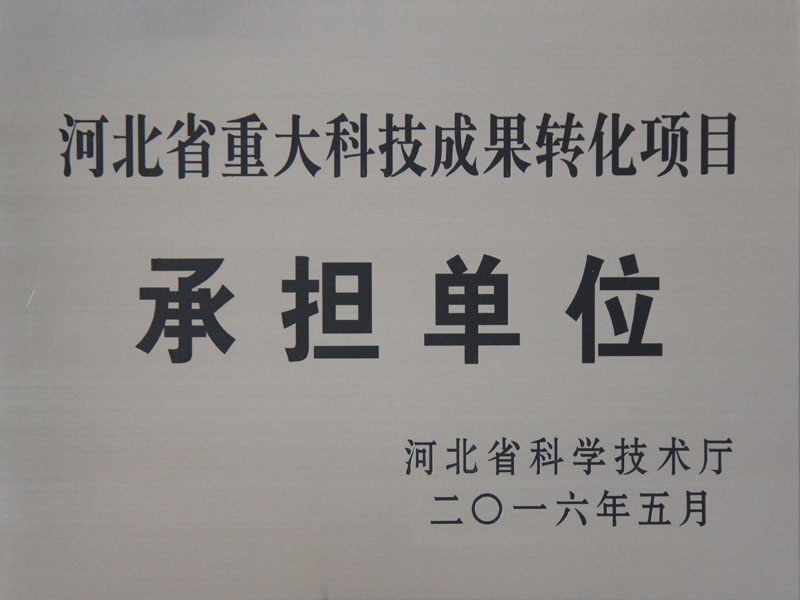 河北省重大科技成果转化项目
承担单位
河北省科学技术厅
二〇一六年五月